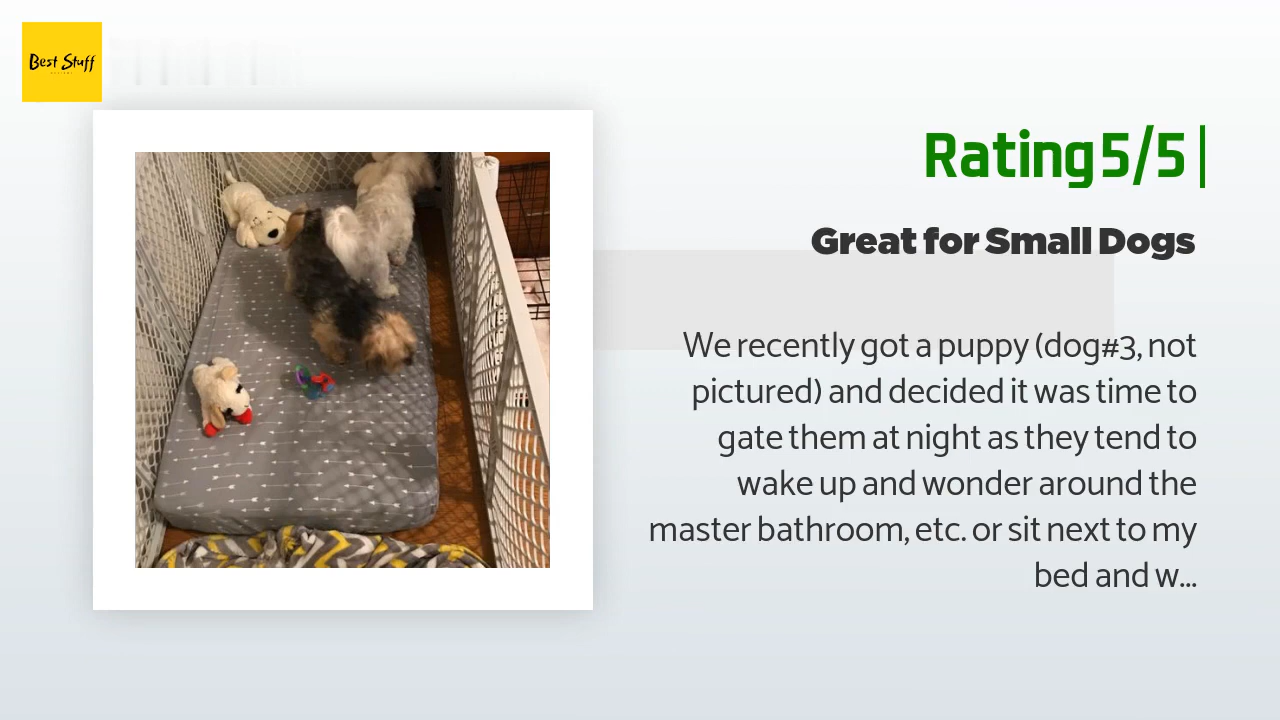 Best Stuff
Rating 5/5 |
Great for Small Dogs
We recently got a puppy (dog#3, not
pictured) and decided it was time to
gate them at night as they tend to
wake up and wonder around the
master bathroom, etc. or sit next to my
bed and w...